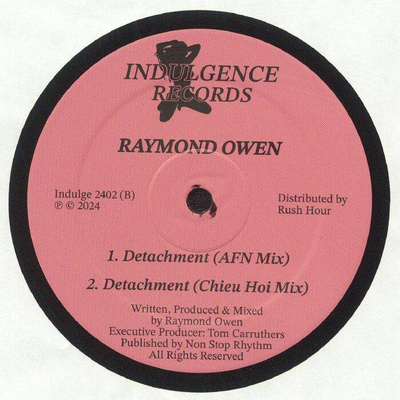 INDULGENCE
RECORDS
RAYMOND OWEN
Indulge 2402 (B)
℗ © 2024
Distributed by
Rush Hour
1. Detachment (AFN Mix)
2. Detachment (Chieu Hoi Mix)
Written, Produced & Mixed
by Raymond Owen
Executive Producer: Tom Carruthers
Published by Non Stop Rhythm
All Rights Reserved